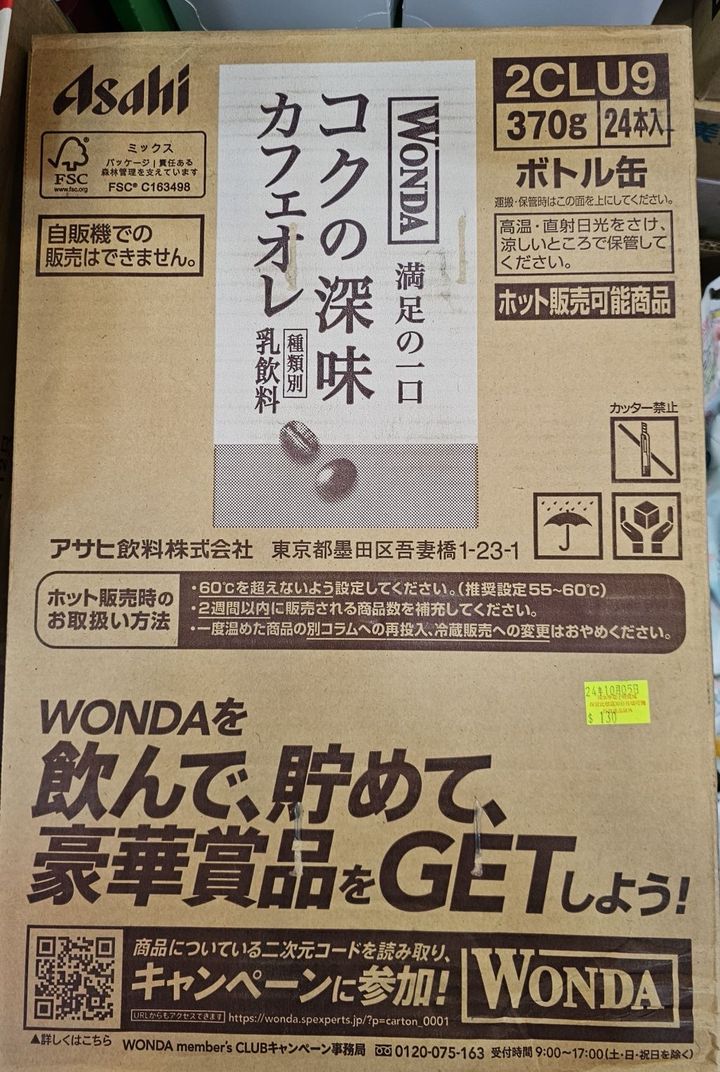 Asahi
FSC
www.fsc.org
ミックス
パッケージ | 責任ある
森林管理を支えています
FSC® C163498
自販機での
販売はできません。
WONDA
満足の一口
コクの深味
カフェオレ
種類別
乳飲料
2CLU9
370g 24本入
ボトル缶
運搬・保管時はこの面を上にしてください。
高温・直射日光をさけ、
涼しいところで保管して
ください。
ホット販売可能商品
カッター禁止
アサヒ飲料株式会社 東京都墨田区吾妻橋1-23-1
ホット販売時の
お取扱い方法
・60℃を超えないよう設定してください。(推奨設定55~60℃)
・2週間以内に販売される商品数を補充してください。
・一度温めた商品の別コラムへの再投入、冷蔵販売への変更はおやめください。
24年10月05日
$ 130
WONDAを
飲んで、貯めて、
豪華賞品をGETしよう!
商品についている二次元コードを読み取り、
キャンペーンに参加!
URLからもアクセスできます https://wonda.spexperts.jp/?p=carton_0001
WONDA
▲詳しくはこちら
WONDA member's CLUBキャンペーン事務局 0120-075-163 受付時間 9:00~17:00(土・日・祝日を除く)